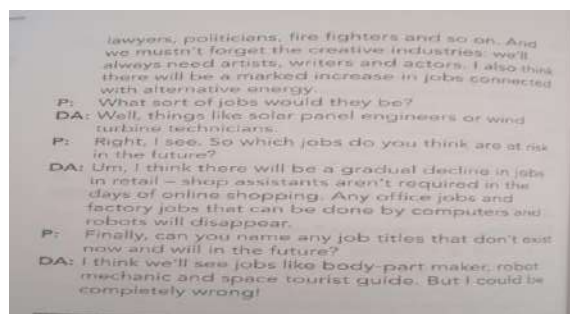 lawyers, politicians, fire fighters and so on. And
we mustn't forget the creative industries: we'll
always need artists, writers and actors. I also think
there will be a marked increase in jobs connected
with alternative energy.
P: What sort of jobs would they be?
DA: Well, things like solar panel engineers or wind
turbine technicians.
P: Right, I see. So which jobs do you think are at risk
in the future?
DA: Um, I think there will be a gradual decline in jobs
in retail – shop assistants aren't required in the
days of online shopping. Any office jobs and
factory jobs that can be done by computers and
robots will disappear.
P: Finally, can you name any job titles that don't exist
now and will in the future?
DA: I think we'll see jobs like body-part maker, robot
mechanic and space tourist guide. But I could be
completely wrong!